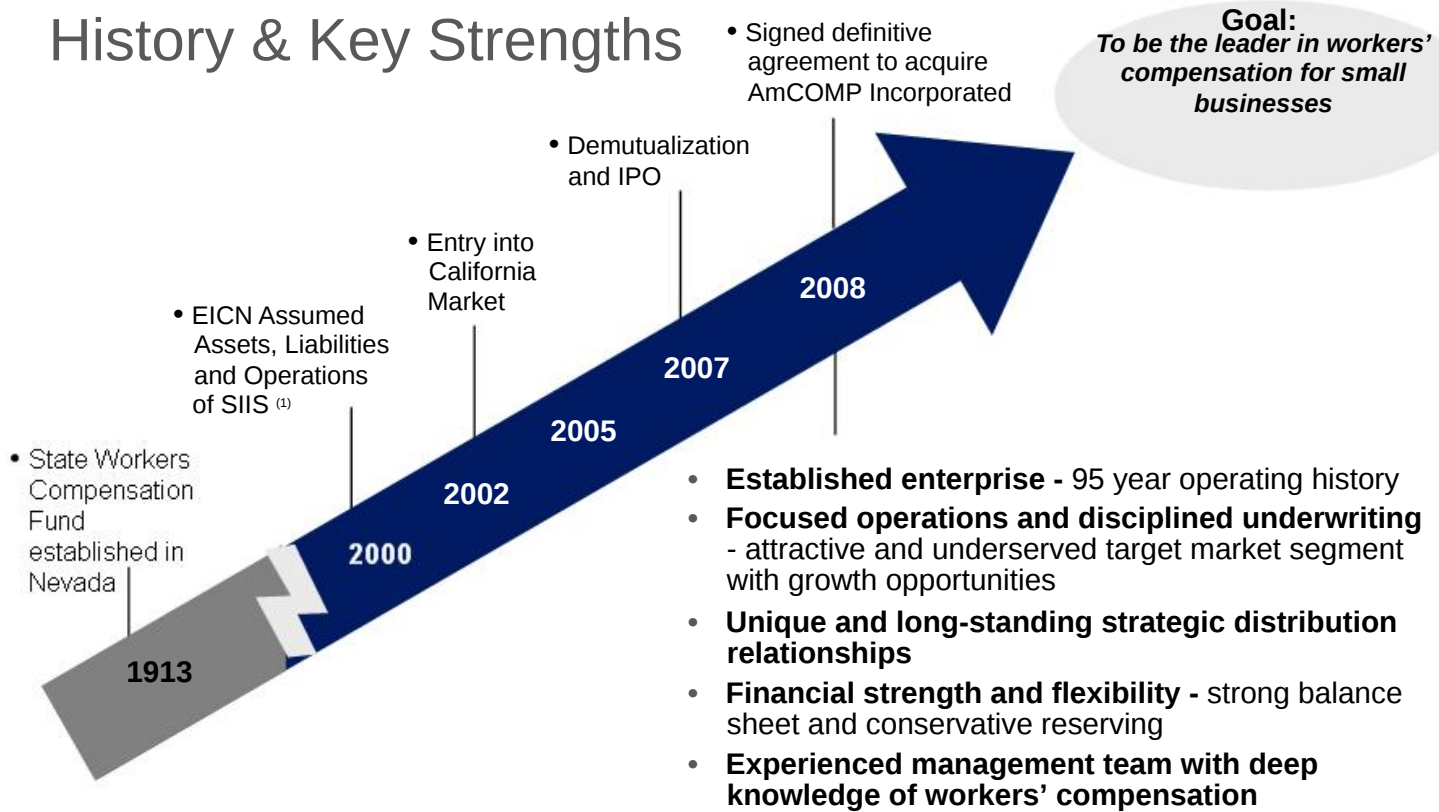 History & Key Strengths
• Signed definitive
agreement to acquire
AmCOMP Incorporated
Goal:
To be the leader in workers’
compensation for small
businesses
• Demutualization
and IPO
• Entry into
California
Market
• EICN Assumed
Assets, Liabilities
and Operations
of SIIS (1)
• State Workers
Compensation
Fund
established in
Nevada
1913
2000
2002
2005
2007
2008
• Established enterprise - 95 year operating history
• Focused operations and disciplined underwriting
- attractive and underserved target market segment
with growth opportunities
• Unique and long-standing strategic distribution
relationships
• Financial strength and flexibility - strong balance
sheet and conservative reserving
• Experienced management team with deep
knowledge of workers’ compensation